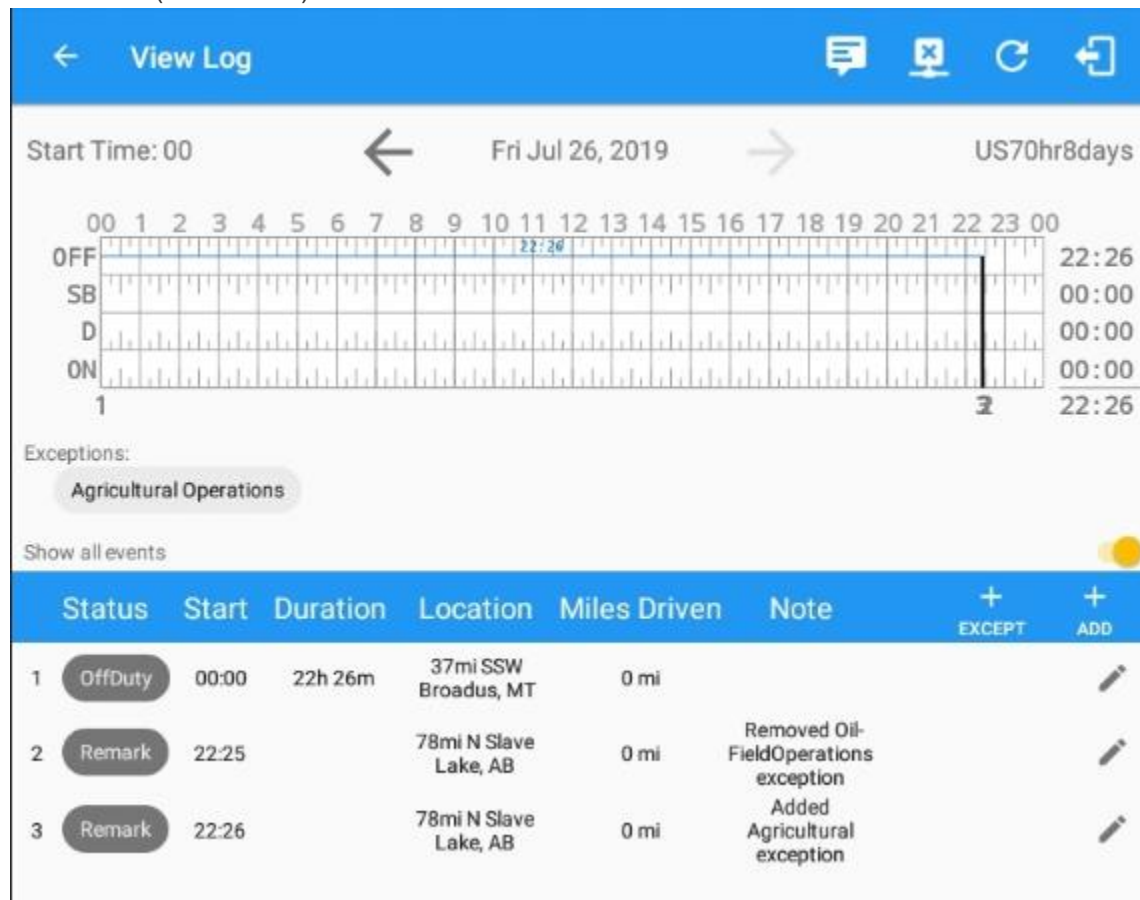 View Log
Start Time: 00 Fri Jul 26, 2019 US70hr8days
00 1 2 3 4 5 6 7 8 9 10 11 12 13 14 15 16 17 18 19 20 21 22 23 00
22:26
OFF 22:26
SB 00:00
D 00:00
ON 00:00
1 32 22:26
Exceptions:
Agricultural Operations
Show all events
Status Start Duration Location Miles Driven Note + EXCEPT + ADD
1 OffDuty 00:00 22h 26m 37mi SSW 0 mi
Broadus, MT
2 Remark 22:25 78mi N Slave 0 mi Removed Oil-
Lake, AB FieldOperations
exception
3 Remark 22:26 78mi N Slave 0 mi Added
Lake, AB Agricultural
exception